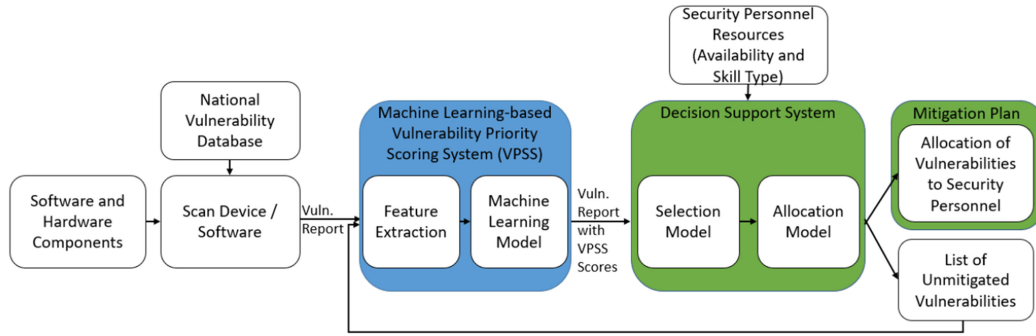 Security Personnel
Resources
(Availability and
Skill Type)
National
Vulnerability
Database
Machine Learning-based
Vulnerability Priority
Scoring System (VPSS)
Decision Support System
Mitigation Plan
Software and
Hardware
Components
Scan Device /
Software
Vuln.
Report
Feature
Extraction
Machine
Learning
Model
Vuln.
Report
with
VPSS
Scores
Selection
Model
Allocation
Model
Allocation of
Vulnerabilities
to Security
Personnel
List of
Unmitigated
Vulnerabilities